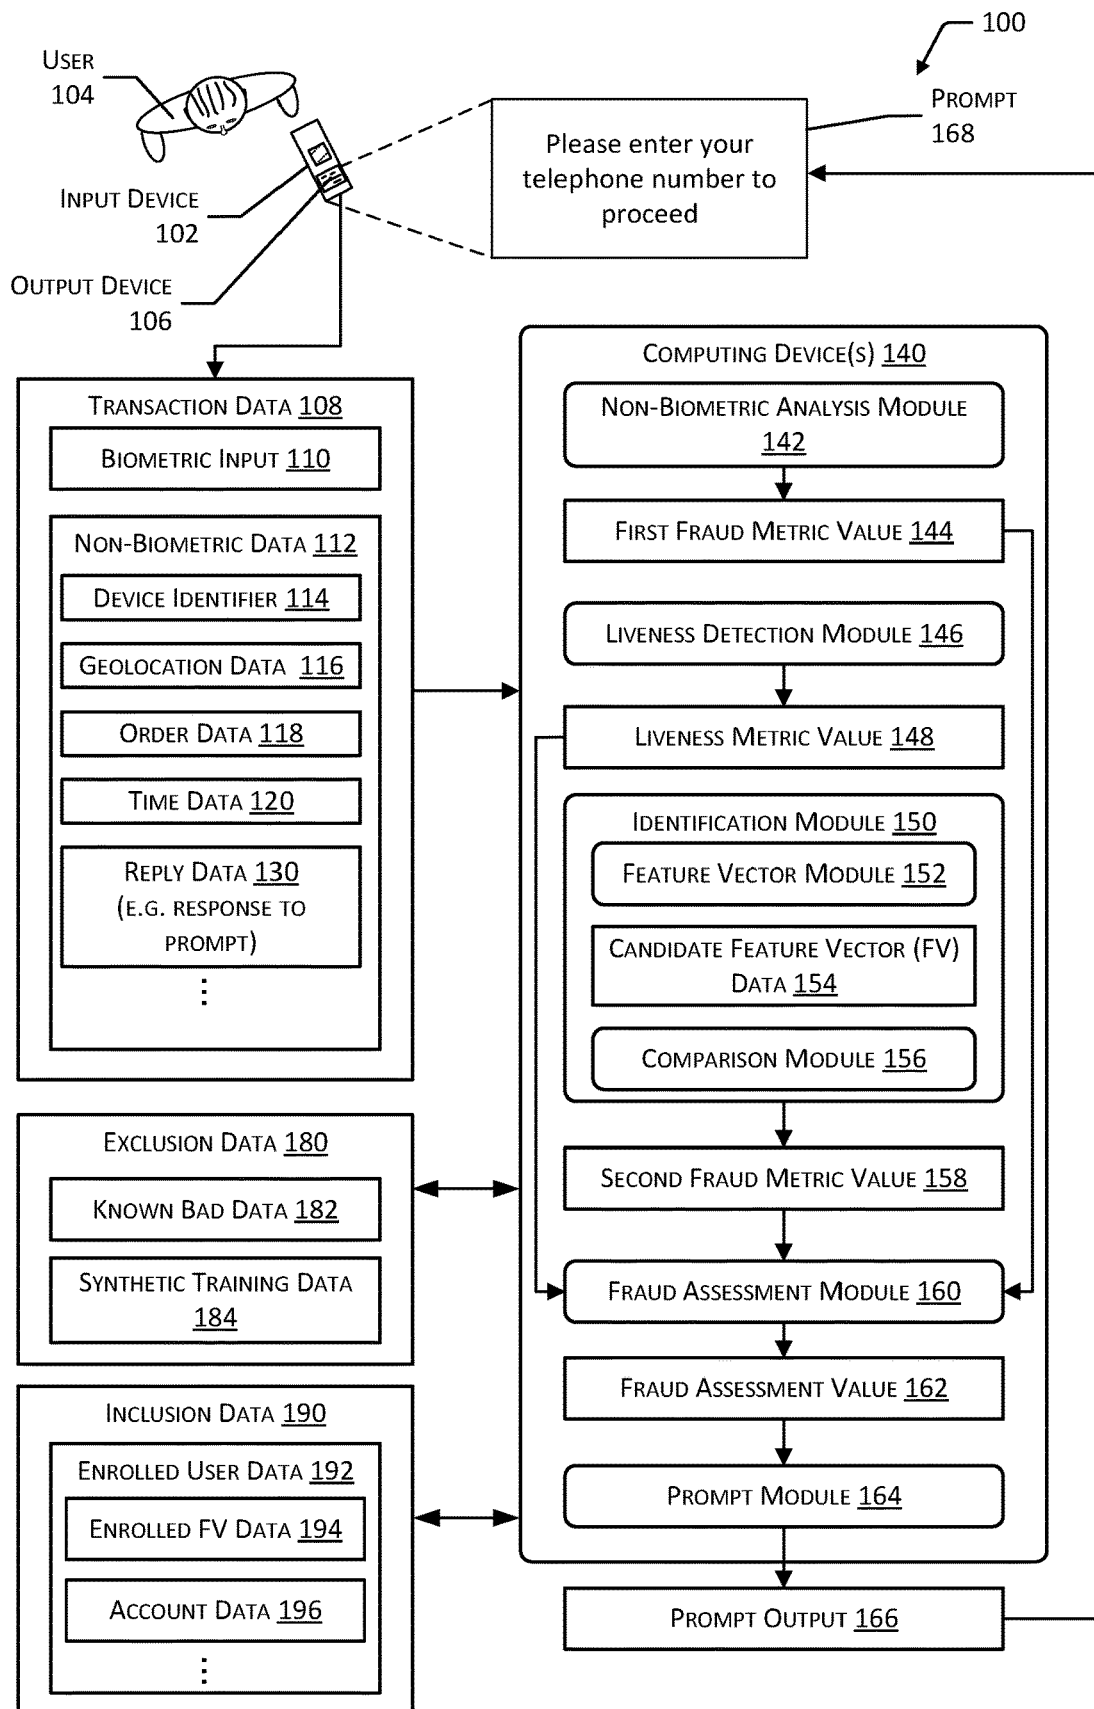 100
USER
104
PROMPT
168
Please enter your
telephone number to
proceed
INPUT DEVICE
102
OUTPUT DEVICE
106
TRANSACTION DATA 108
BIOMETRIC INPUT 110
NON-BIOMETRIC DATA 112
DEVICE IDENTIFIER 114
GEOLOCATION DATA 116
ORDER DATA 118
TIME DATA 120
REPLY DATA 130
(E.G. RESPONSE TO
PROMPT)
EXCLUSION DATA 180
KNOWN BAD DATA 182
SYNTHETIC TRAINING DATA
184
INCLUSION DATA 190
ENROLLED USER DATA 192
ENROLLED FV DATA 194
ACCOUNT DATA 196
COMPUTING DEVICE(S) 140
NON-BIOMETRIC ANALYSIS MODULE
142
FIRST FRAUD METRIC VALUE 144
LIVENESS DETECTION MODULE 146
LIVENESS METRIC VALUE 148
IDENTIFICATION MODULE 150
FEATURE VECTOR MODULE 152
CANDIDATE FEATURE VECTOR (FV)
DATA 154
COMPARISON MODULE 156
SECOND FRAUD METRIC VALUE 158
FRAUD ASSESSMENT MODULE 160
FRAUD ASSESSMENT VALUE 162
PROMPT MODULE 164
PROMPT OUTPUT 166